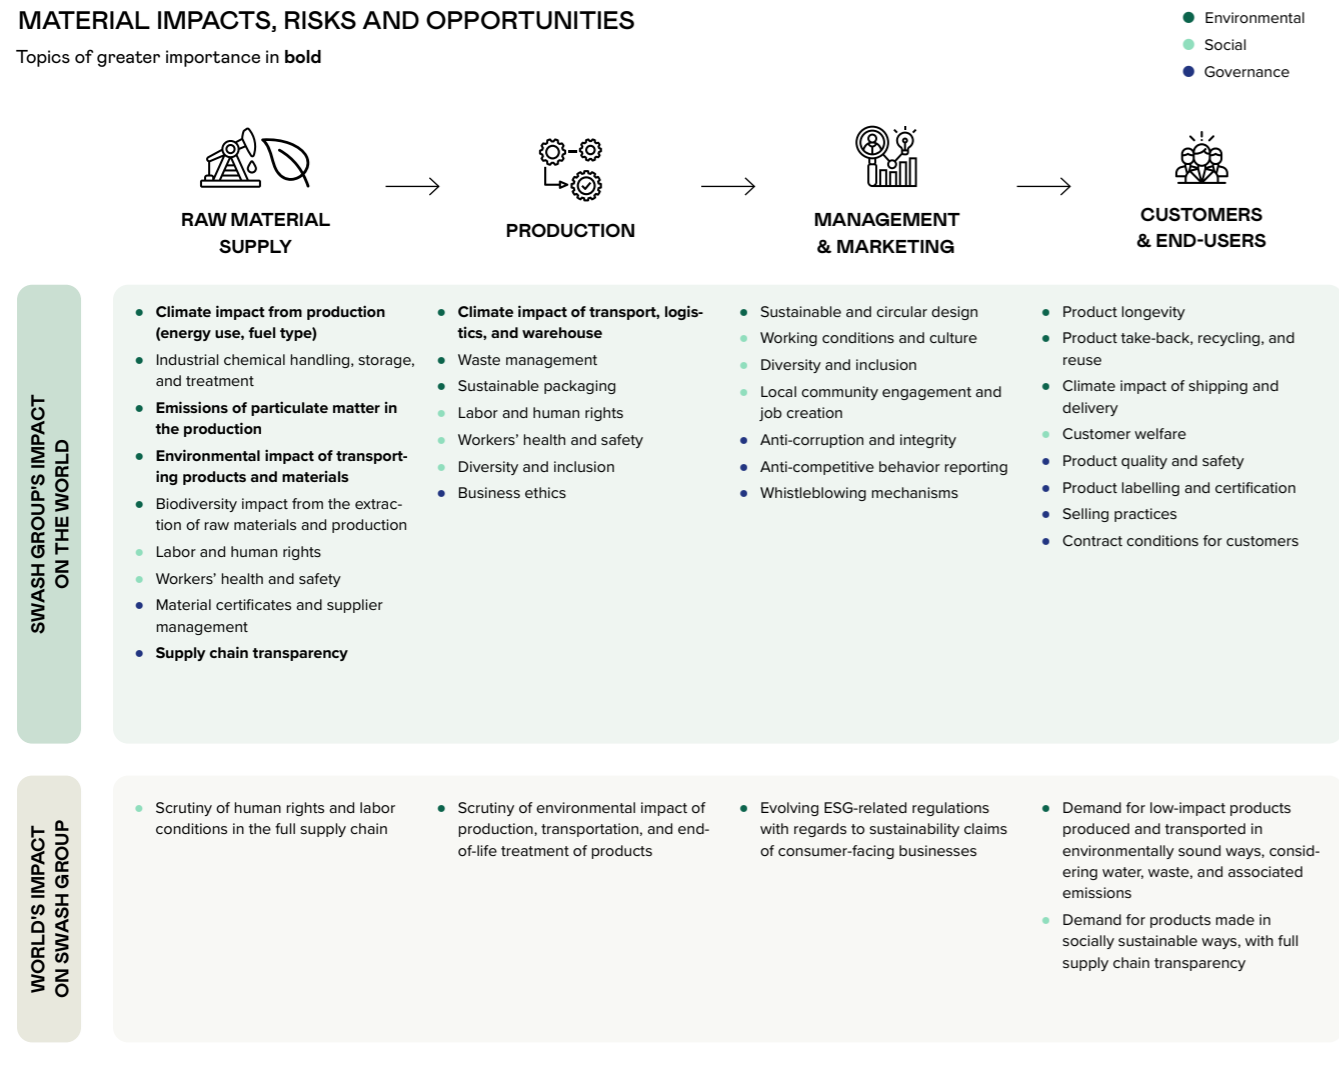 MATERIAL IMPACTS, RISKS AND OPPORTUNITIES
Topics of greater importance in bold
Environmental
Social
Governance
RAW MATERIAL
SUPPLY
PRODUCTION
MANAGEMENT
& MARKETING
CUSTOMERS
& END-USERS
SWASH GROUP'S IMPACT
ON THE WORLD
Climate impact from production
(energy use, fuel type)
Industrial chemical handling, storage,
and treatment
Emissions of particulate matter in
the production
Environmental impact of transport-
ing products and materials
Biodiversity impact from the extrac-
tion of raw materials and production
Labor and human rights
Workers’ health and safety
Material certificates and supplier
management
Supply chain transparency
Climate impact of transport, logis-
tics, and warehouse
Waste management
Sustainable packaging
Labor and human rights
Workers’ health and safety
Diversity and inclusion
Business ethics
Sustainable and circular design
Working conditions and culture
Diversity and inclusion
Local community engagement and
job creation
Anti-corruption and integrity
Anti-competitive behavior reporting
Whistleblowing mechanisms
Product longevity
Product take-back, recycling, and
reuse
Climate impact of shipping and
delivery
Customer welfare
Product quality and safety
Product labelling and certification
Selling practices
Contract conditions for customers
WORLD'S IMPACT
ON SWASH GROUP
Scrutiny of human rights and labor
conditions in the full supply chain
Scrutiny of environmental impact of
production, transportation, and end-
of-life treatment of products
Evolving ESG-related regulations
with regards to sustainability claims
of consumer-facing businesses
Demand for low-impact products
produced and transported in
environmentally sound ways, consid-
ering water, waste, and associated
emissions
Demand for products made in
socially sustainable ways, with full
supply chain transparency